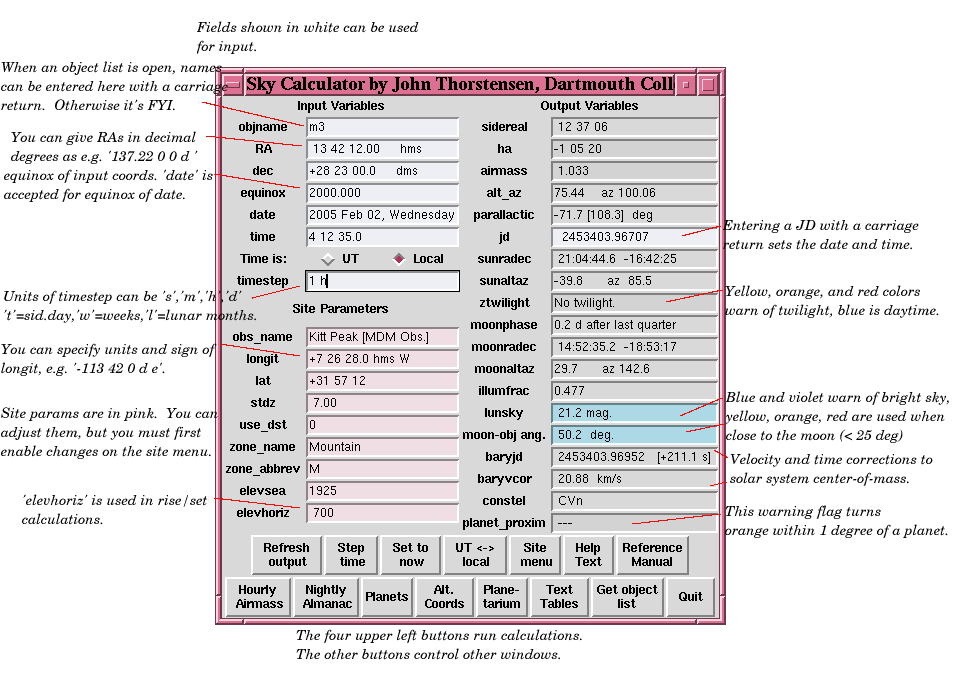 Fields shown in white can be used
for input.
When an object list is open, names
can be entered here with a carriage
return. Otherwise it's FYI.
You can give RAs in decimal
degrees as e.g. '137.22 0 0 d '
equinox of input coords. 'date' is
accepted for equinox of date.
Units of timestep can be 's','m','h','d'
't'=sid.day,'w'=weeks,'l'=lunar months.
You can specify units and sign of
longit, e.g. '-113 42 0 d e'.
Site params are in pink. You can
adjust them, but you must first
enable changes on the site menu.
'elevhoriz' is used in rise/set
calculations.
Sky Calculator by John Thorstensen, Dartmouth Coll
Input Variables
objname m3
RA 13 42 12.00 hms
dec +28 23 00.0 dms
equinox 2000.000
date 2005 Feb 02, Wednesday
time 4 12 35.0
Time is: UT Local
timestep 1 h
Site Parameters
obs_name Kitt Peak [MDM Obs.]
longit +7 26 28.0 hms W
lat +31 57 12
stdz 7.00
use_dst 0
zone_name Mountain
zone_abbrev M
elevsea 1925
elevhoriz 700
Output Variables
sidereal 12 37 06
ha -1 05 20
airmass 1.033
alt_az 75.44 az 100.06
parallactic -71.7 [108.3] deg
jd 2453403.96707
sunradec 21:04:44.6 -16:42:25
sunaltaz -39.8 az 85.5
ztwilight No twilight.
moonphase 0.2 d after last quarter
moonradec 14:52:35.2 -18:53:17
moonaltaz 29.7 az 142.6
illumfrac 0.477
lunsky 21.2 mag.
moon-obj ang. 50.2 deg.
baryjd 2453403.96952 [+211.1 s]
baryvcor 20.88 km/s
constel CVn
planet_proxim ---
Refresh output
Step time
Set to now
UT <-> local
Site menu
Help Text
Reference Manual
Hourly Airmass
Nightly Almanac
Planets
Alt. Coords
Plane-tarium
Text Tables
Get object list
Quit
Entering a JD with a carriage
return sets the date and time.
Yellow, orange, and red colors
warn of twilight, blue is daytime.
Blue and violet warn of bright sky,
yellow, orange, red are used when
close to the moon (< 25 deg)
Velocity and time corrections to
solar system center-of-mass.
This warning flag turns
orange within 1 degree of a planet.
The four upper left buttons run calculations.
The other buttons control other windows.